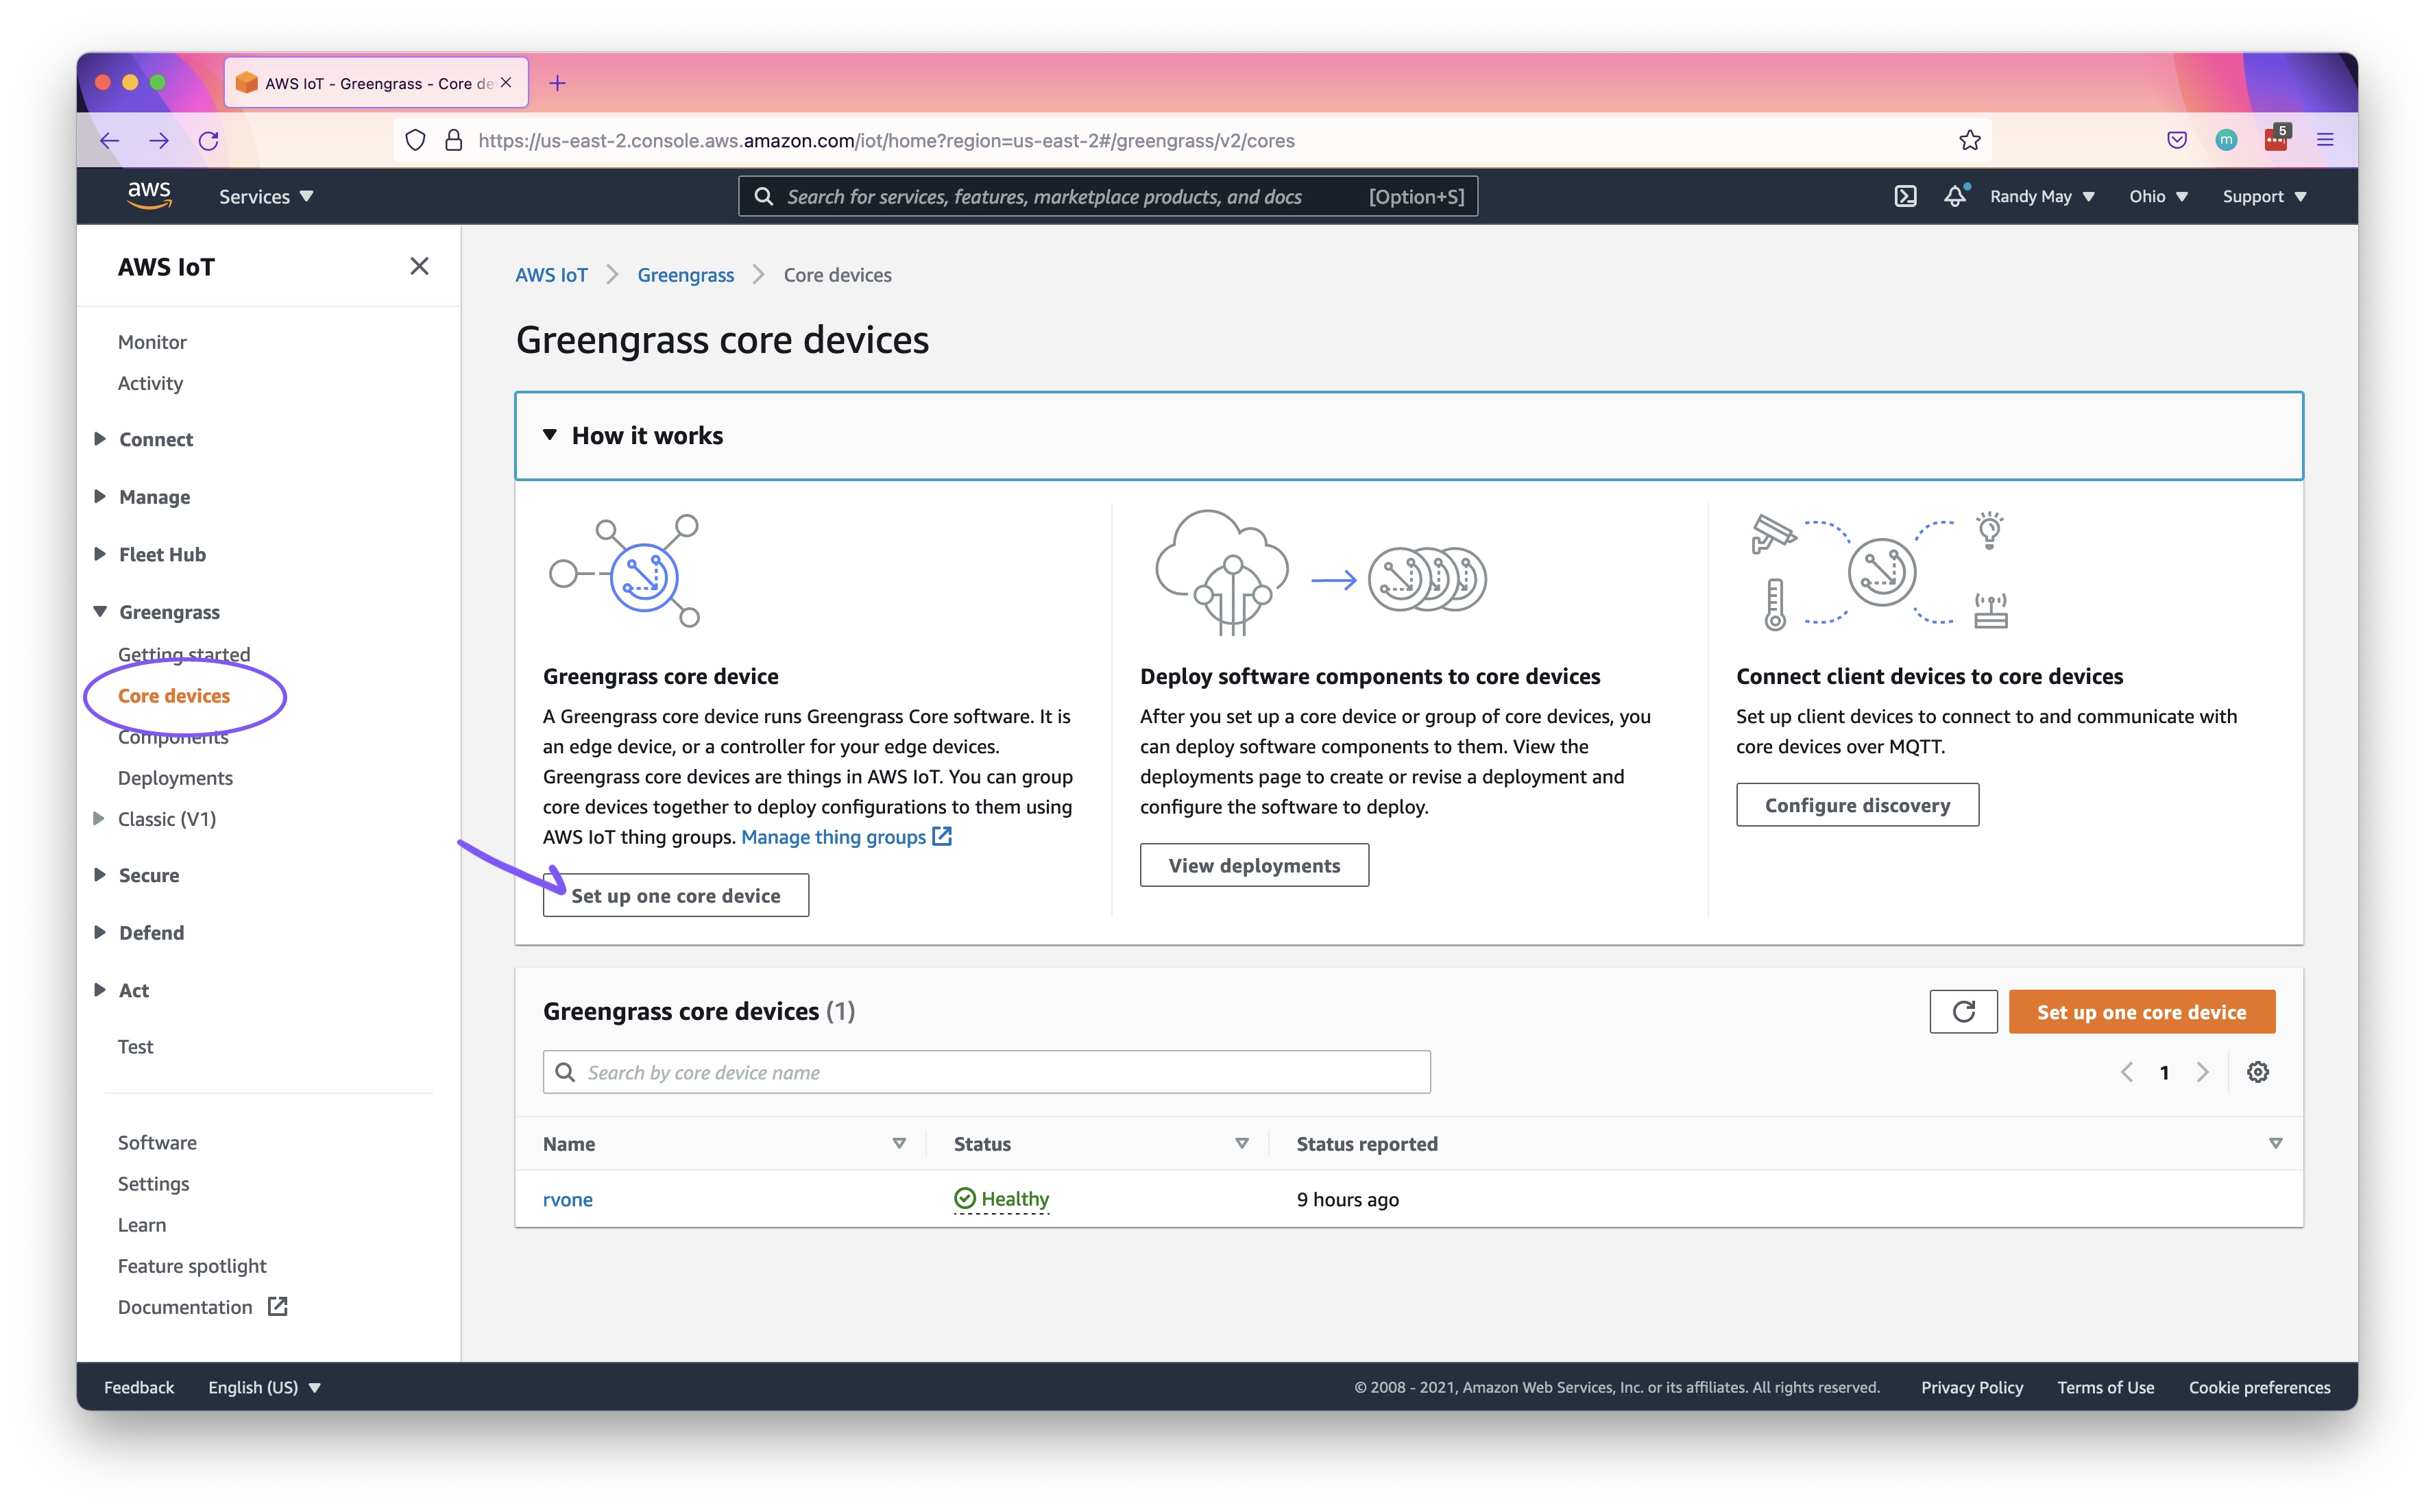 AWS IoT - Greengrass - Core de
https://us-east-2.console.aws.amazon.com/iot/home?region=us-east-2#/greengrass/v2/cores
m
5
aws
Services
Search for services, features, marketplace products, and docs
[Option+S]
Randy May
Ohio
Support
AWS IoT
Monitor
Activity
Connect
Manage
Fleet Hub
Greengrass
Getting started
Core devices
Components
Deployments
Classic (V1)
Secure
Defend
Act
Test
Software
Settings
Learn
Feature spotlight
Documentation
AWS IoT
Greengrass
Core devices
Greengrass core devices
How it works
Greengrass core device
A Greengrass core device runs Greengrass Core software. It is
an edge device, or a controller for your edge devices.
Greengrass core devices are things in AWS IoT. You can group
core devices together to deploy configurations to them using
AWS IoT thing groups. Manage thing groups
Set up one core device
Deploy software components to core devices
After you set up a core device or group of core devices, you
can deploy software components to them. View the
deployments page to create or revise a deployment and
configure the software to deploy.
View deployments
Connect client devices to core devices
Set up client devices to connect to and communicate with
core devices over MQTT.
Configure discovery
Greengrass core devices (1)
Set up one core device
Search by core device name
1
Name
Status
Status reported
rvone
Healthy
9 hours ago
Feedback
English (US)
© 2008 - 2021, Amazon Web Services, Inc. or its affiliates. All rights reserved.
Privacy Policy
Terms of Use
Cookie preferences